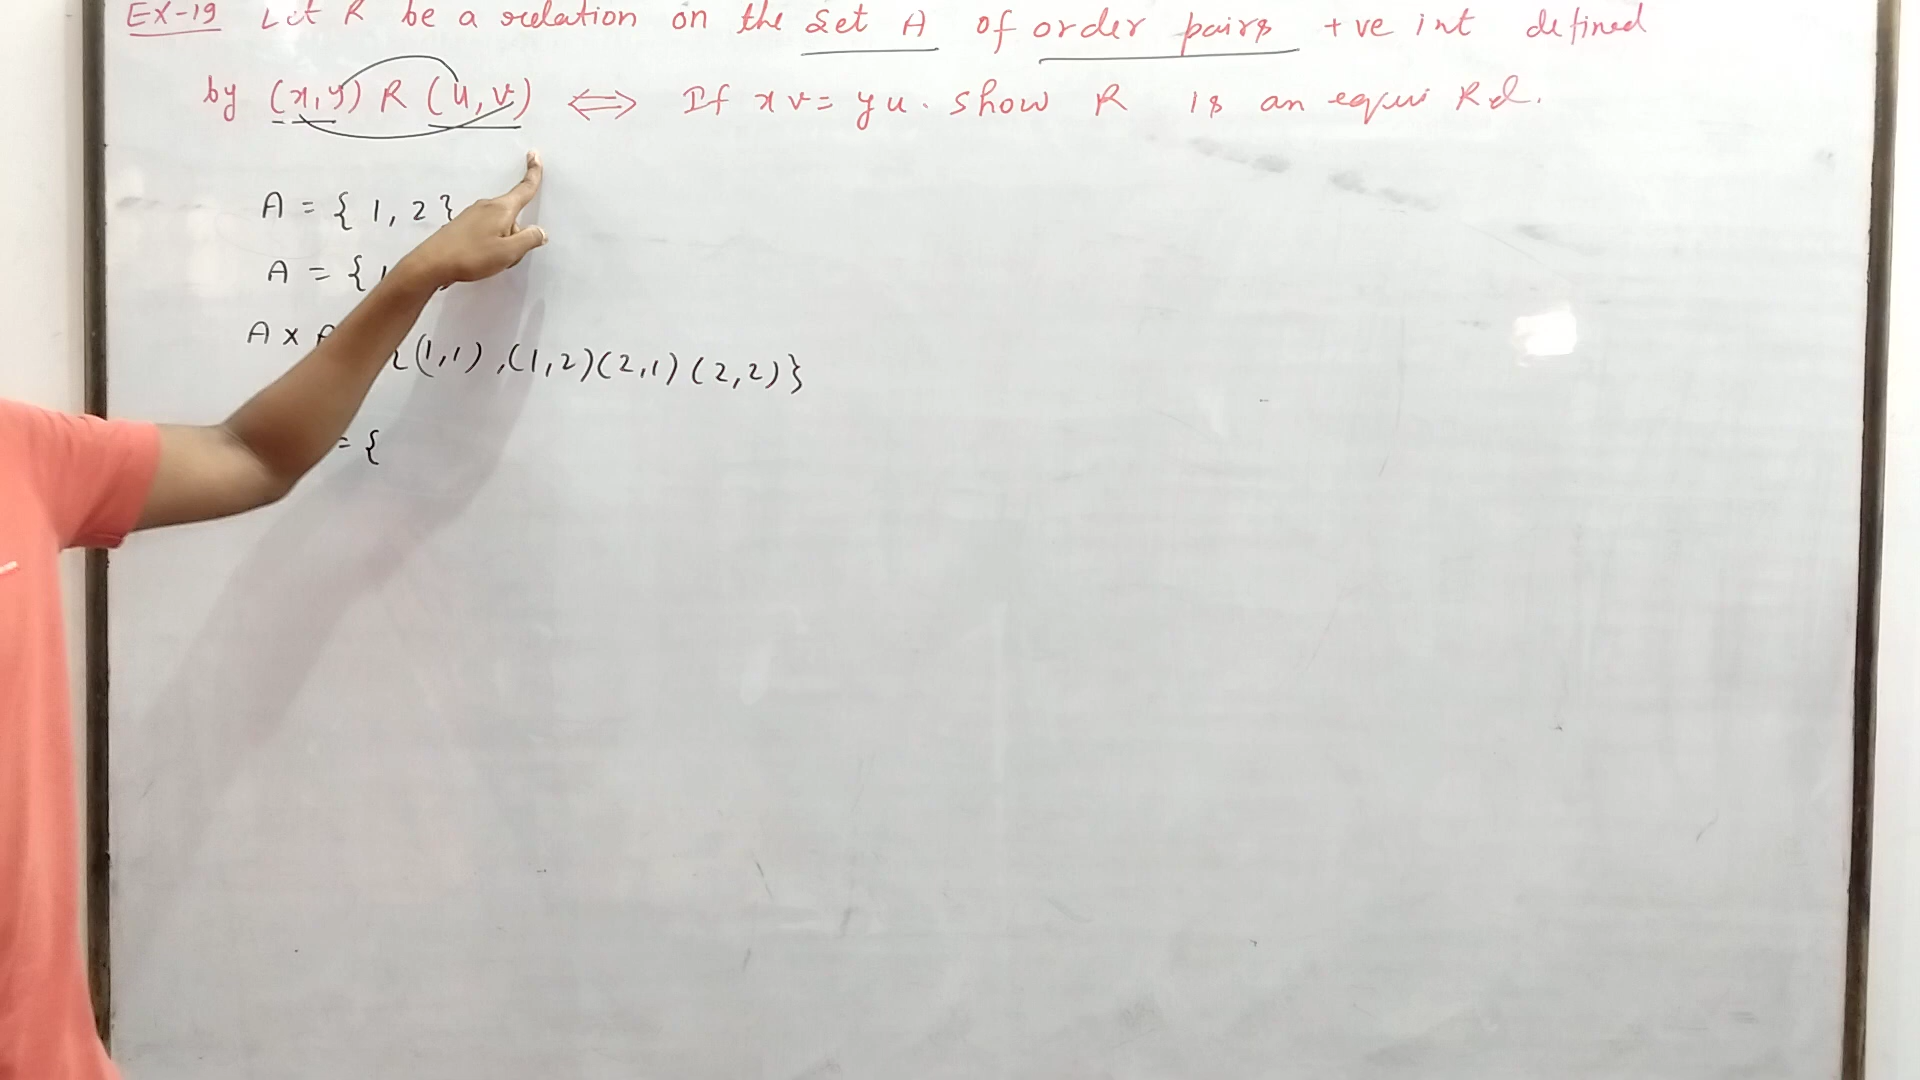 EX-19 Let R be a relation on the set A of order pairs +ve int defined
by (x,y) R (u,v) ⟺ If xv = yu. show R is an equi Rel.
A = { 1, 2 }
A = { 1
A x A {(1,1) ,(1,2)(2,1) (2,2)}
= {